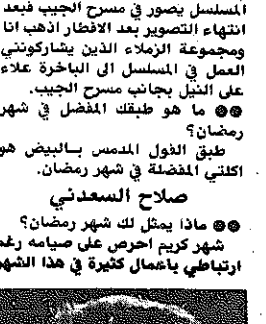 المسلسل يصور في مسرح الجيب فبعد
انتهاء التصوير بعد الافطار اذهب انا
ومجموعة الزملاء الذين يشاركونني
العمل في المسلسل الى الباخرة علاء
على النيل بجانب مسرح الجيب.
@@ ما هو طبقك المفضل في شهر
رمضان؟
طبق الفول المدمس بالبيض هو
اكلتي المفضلة في شهر رمضان.
صلاح السعدني
@@ ماذا يمثل لك شهر رمضان؟
شهر كريم احرص على صيامه رغم
ارتباطي باعمال كثيرة في هذا الشهر